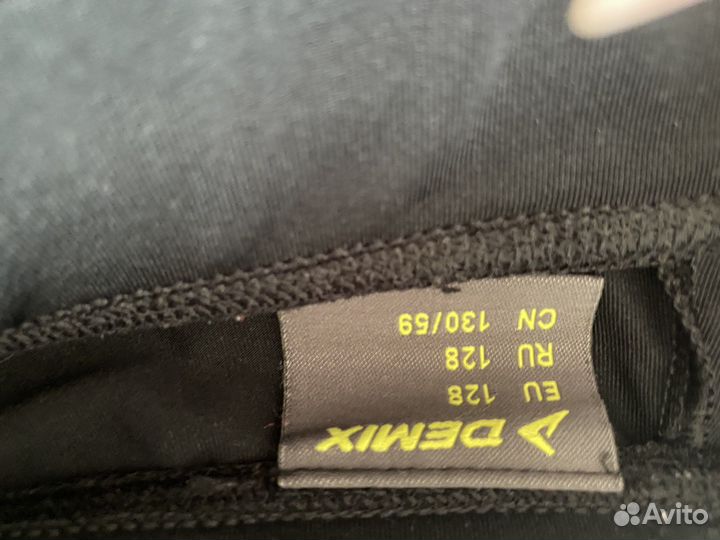 DEMIX
EU 128
RU 128
CN 130/59
Avito